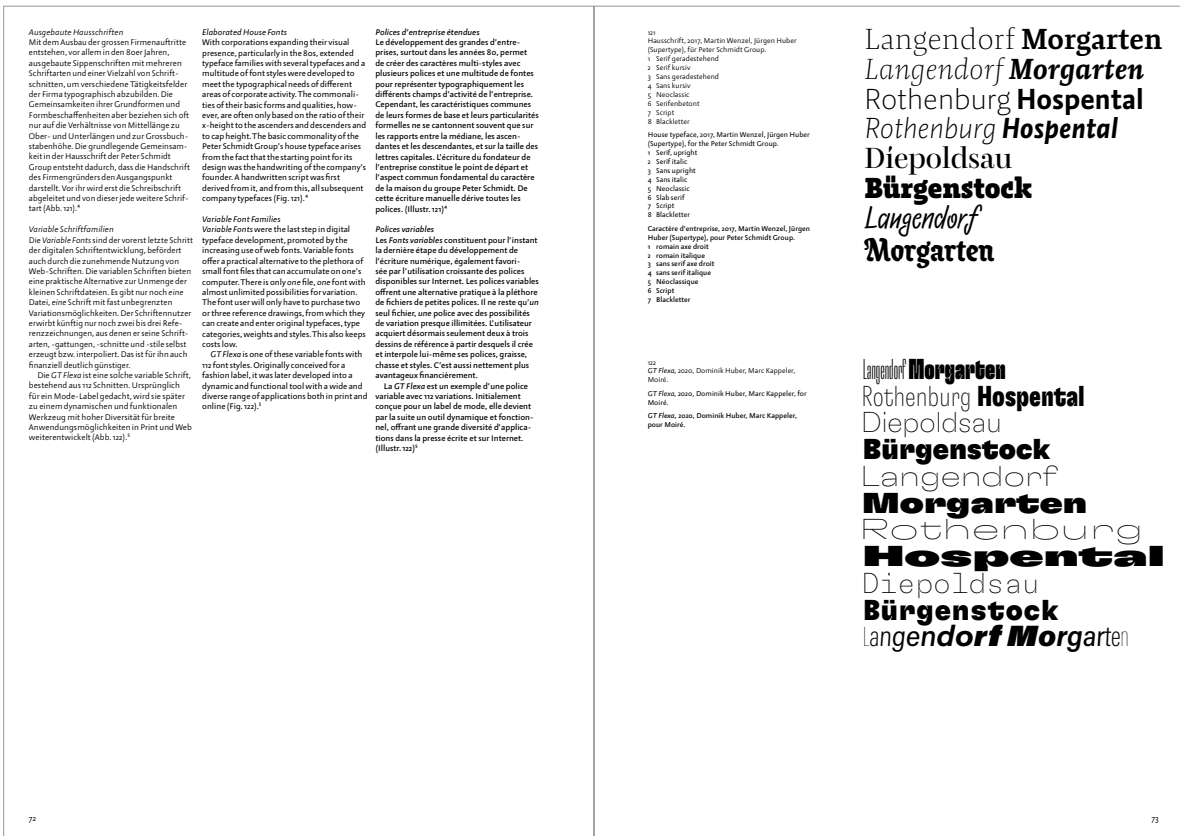 Ausgebaute Hausschriften
Mit dem Ausbau der grossen Firmenauftritte
entstehen, vor allem in den 80er Jahren,
ausgebaute Sippenschriften mit mehreren
Schriftarten und einer Vielzahl von Schrift-
schnitten, um verschiedene Tätigkeitsfelder
der Firma typographisch abzubilden. Die
Gemeinsamkeiten ihrer Grundformen und
Formbeschaffenheiten aber beziehen sich oft
nur auf die Verhältnisse von Mittellänge zu
Ober- und Unterlängen und zur Grossbuch-
stabenhöhe. Die grundlegende Gemeinsam-
keit in der Hausschrift der Peter Schmidt
Group entsteht dadurch, dass die Handschrift
des Firmengründers den Ausgangspunkt
darstellt. Vor ihr wird erst die Schreibschrift
abgeleitet und von dieser jede weitere Schrif-
tart (Abb. 121).⁴
Variable Schriftfamilien
Die Variable Fonts sind der vorerst letzte Schritt
der digitalen Schriftentwicklung, befördert
auch durch die zunehmende Nutzung von
Web-Schriften. Die variablen Schriften bieten
eine praktische Alternative zur Unmenge der
kleinen Schriftdateien. Es gibt nur noch eine
Datei, eine Schrift mit fast unbegrenzten
Variationsmöglichkeiten. Der Schriftennutzer
erwirbt künftig nur noch zwei bis drei Refe-
renzzeichnungen, aus denen er seine Schrift-
arten, -gattungen, -schnitte und -stile selbst
erzeugt bzw. interpoliert. Das ist für ihn auch
finanziell deutlich günstiger.
Die GT Flexa ist eine solche variable Schrift,
bestehend aus 112 Schnitten. Ursprünglich
für ein Mode-Label gedacht, wird sie später
zu einem dynamischen und funktionalen
Werkzeug mit hoher Diversität für breite
Anwendungsmöglichkeiten in Print und Web
weiterentwickelt (Abb. 122).⁵
Elaborated House Fonts
With corporations expanding their visual
presence, particularly in the 80s, extended
typeface families with several typefaces and a
multitude of font styles were developed to
meet the typographical needs of different
areas of corporate activity. The commonali-
ties of their basic forms and qualities, how-
ever, are often only based on the ratio of their
x-height to the ascenders and descenders and
to cap height. The basic commonality of the
Peter Schmidt Group's house typeface arises
from the fact that the starting point for its
design was the handwriting of the company's
founder. A handwritten script was first
derived from it, and from this, all subsequent
company typefaces (Fig. 121).⁴
Variable Font Families
Variable Fonts were the last step in digital
typeface development, promoted by the
increasing use of web fonts. Variable fonts
offer a practical alternative to the plethora of
small font files that can accumulate on one's
computer. There is only one file, one font with
almost unlimited possibilities for variation.
The font user will only have to purchase two
or three reference drawings, from which they
can create and enter original typefaces, type
categories, weights and styles. This also keeps
costs low.
GT Flexa is one of these variable fonts with
112 font styles. Originally conceived for a
fashion label, it was later developed into a
dynamic and functional tool with a wide and
diverse range of applications both in print and
online (Fig. 122).⁵
Polices d'entreprise étendues
Le développement des grandes d'entre-
prises, surtout dans les années 80, permet
de créer des caractères multi-styles avec
plusieurs polices et une multitude de fontes
pour représenter typographiquement les
différents champs d'activité de l'entreprise.
Cependant, les caractéristiques communes
de leurs formes de base et leurs particularités
formelles ne se cantonnent souvent que sur
les rapports entre la médiane, les ascen-
dantes et les descendantes, et sur la taille des
lettres capitales. L'écriture du fondateur de
l'entreprise constitue le point de départ et
l'aspect commun fondamental du caractère
de la maison du groupe Peter Schmidt. De
cette écriture manuelle dérive toutes les
polices. (Illustr. 121)⁴
Polices variables
Les Fonts variables constituent pour l'instant
la dernière étape du développement de
l'écriture numérique, également favori-
sée par l'utilisation croissante des polices
disponibles sur Internet. Les polices variables
offrent une alternative pratique à la pléthore
de fichiers de petites polices. Il ne reste qu'un
seul fichier, une police avec des possibilités
de variation presque illimitées. L'utilisateur
acquiert désormais seulement deux à trois
dessins de référence à partir desquels il crée
et interpole lui-même ses polices, graisse,
chasse et styles. C'est aussi nettement plus
avantageux financièrement.
La GT Flexa est un exemple d'une police
variable avec 112 variations. Initialement
conçue pour un label de mode, elle devient
par la suite un outil dynamique et fonction-
nel, offrant une grande diversité d'applica-
tions dans la presse écrite et sur Internet.
(Illustr. 122)⁵
72
121
Hausschrift, 2017, Martin Wenzel, Jürgen Huber
(Supertype), für Peter Schmidt Group.
1 Serif geradestehend
2 Serif kursiv
3 Sans geradestehend
4 Sans kursiv
5 Neoclassic
6 Serifenbetont
7 Script
8 Blackletter
House typeface, 2017, Martin Wenzel, Jürgen Huber
(Supertype), for the Peter Schmidt Group.
1 Serif, upright
2 Serif italic
3 Sans upright
4 Sans italic
5 Neoclassic
6 Slab serif
7 Script
8 Blackletter
Caractère d'entreprise, 2017, Martin Wenzel, Jürgen
Huber (Supertype), pour Peter Schmidt Group.
1 romain axe droit
2 romain italique
3 sans serif axe droit
4 sans serif italique
5 Néoclassique
6 Script
7 Blackletter
Langendorf Morgarten
Langendorf Morgarten
Rothenburg Hospental
Rothenburg Hospental
Diepoldsau
Bürgenstock
Langendorf
Morgarten
122
GT Flexa, 2020, Dominik Huber, Marc Kappeler,
Moiré.
GT Flexa, 2020, Dominik Huber, Marc Kappeler, for
Moiré.
GT Flexa, 2020, Dominik Huber, Marc Kappeler,
pour Moiré.
Langendorf Morgarten
Rothenburg Hospental
Diepoldsau
Bürgenstock
Langendorf
Morgarten
Rothenburg
Hospental
Diepoldsau
Bürgenstock
Langendorf Morgarten
73